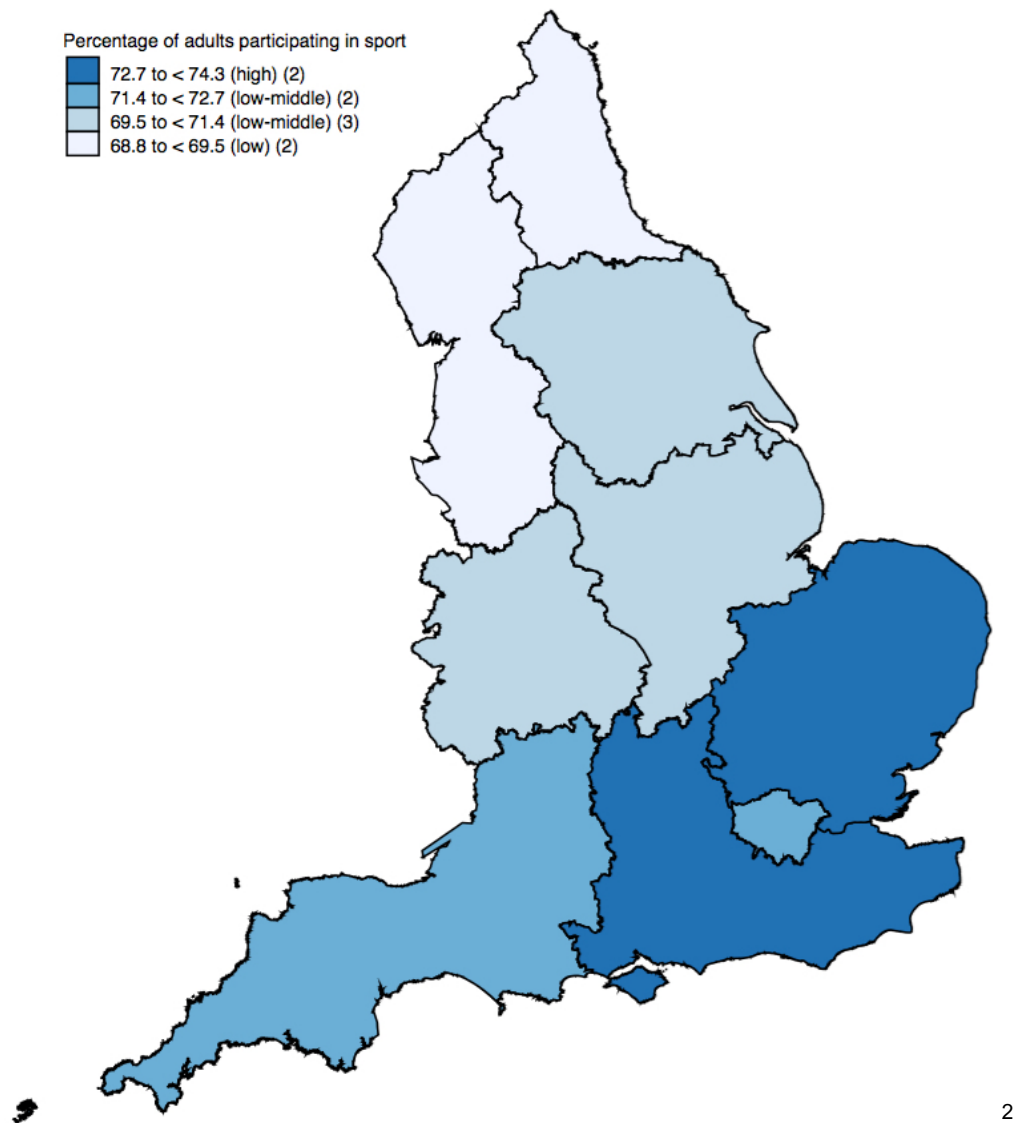 Percentage of adults participating in sport
72.7 to < 74.3 (high) (2)
71.4 to < 72.7 (low-middle) (2)
69.5 to < 71.4 (low-middle) (3)
68.8 to < 69.5 (low) (2)
2